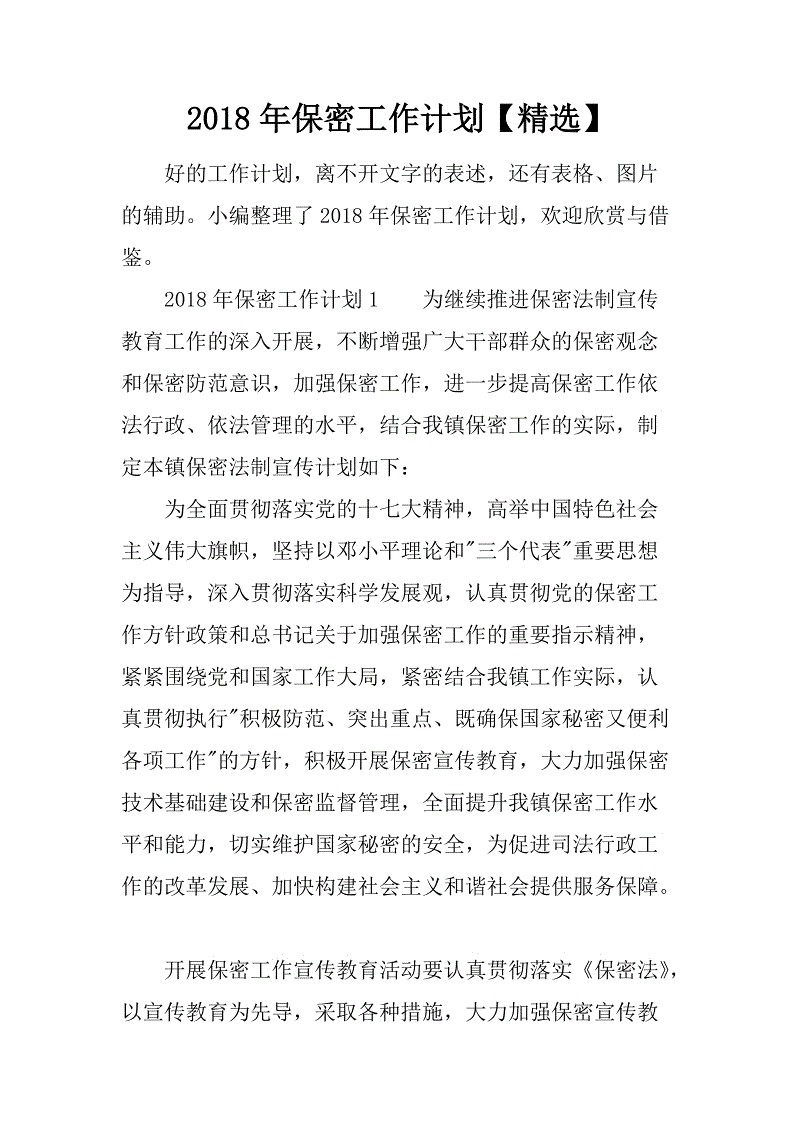 2018 年保密工作计划【精选】
好的工作计划，离不开文字的表述，还有表格、图片
的辅助。小编整理了 2018 年保密工作计划，欢迎欣赏与借
鉴。
2018 年保密工作计划 1　　为继续推进保密法制宣传
教育工作的深入开展，不断增强广大干部群众的保密观念
和保密防范意识，加强保密工作，进一步提高保密工作依
法行政、依法管理的水平，结合我镇保密工作的实际，制
定本镇保密法制宣传计划如下：
为全面贯彻落实党的十七大精神，高举中国特色社会
主义伟大旗帜，坚持以邓小平理论和"三个代表"重要思想
为指导，深入贯彻落实科学发展观，认真贯彻党的保密工
作方针政策和总书记关于加强保密工作的重要指示精神，
紧紧围绕党和国家工作大局，紧密结合我镇工作实际，认
真贯彻执行"积极防范、突出重点、既确保国家秘密又便利
各项工作"的方针，积极开展保密宣传教育，大力加强保密
技术基础建设和保密监督管理，全面提升我镇保密工作水
平和能力，切实维护国家秘密的安全，为促进司法行政工
作的改革发展、加快构建社会主义和谐社会提供服务保障。
开展保密工作宣传教育活动要认真贯彻落实《保密法》，
以宣传教育为先导，采取各种措施，大力加强保密宣传教